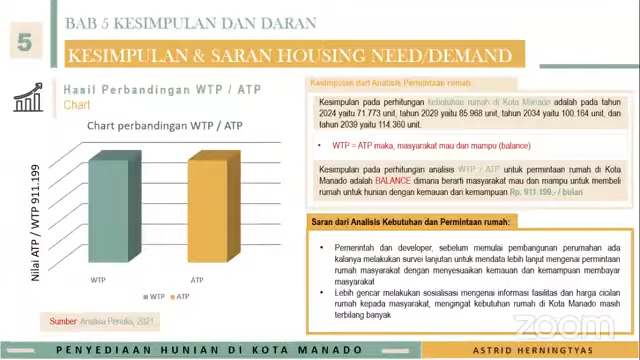 5
BAB 5 KESIMPULAN DAN DARAN
KESIMPULAN & SARAN HOUSING NEED/DEMAND
Hasil Perbandingan WTP / ATP
Chart
Chart perbandingan WTP / ATP
Nilai ATP / WTP 911.199
WTP
ATP
WTP ATP
Sumber: Analisa Penulis, 2021
Kesimpulan dari Analisis Permintaan rumah:
Kesimpulan pada perhitungan kebutuhan rumah di Kota Manado adalah pada tahun
2024 yaitu 71.773 unit, tahun 2029 yaitu 85.968 unit, tahun 2034 yaitu 100.164 unit, dan
tahun 2039 yaitu 114.360 unit.
• WTP = ATP maka, masyarakat mau dan mampu (balance)
Kesimpulan pada perhitungan analisis WTP / ATP untuk permintaan rumah di Kota
Manado adalah BALANCE dimana berarti masyarakat mau dan mampu untuk membeli
rumah untuk hunian dengan kemauan dan kemampuan Rp. 911.199,- / bulan
Saran dari Analisis Kebutuhan dan Permintaan rumah:
• Pemerintah dan developer, sebelum memulai pembangunan perumahan ada
kalanya melakukan survei lanjutan untuk mendata lebih lanjut mengenai permintaan
rumah masyarakat dengan menyesuaikan kemauan dan kemampuan membayar
masyarakat
• Lebih gencar melakukan sosialisasi mengenai informasi fasilitas dan harga cicilan
rumah kepada masyarakat, mengingat kebutuhan rumah di Kota Manado masih
terbilang banyak
zoom
PENYEDIAAN HUNIAN DI KOTA MANADO
ASTRID HERNINGTYAS